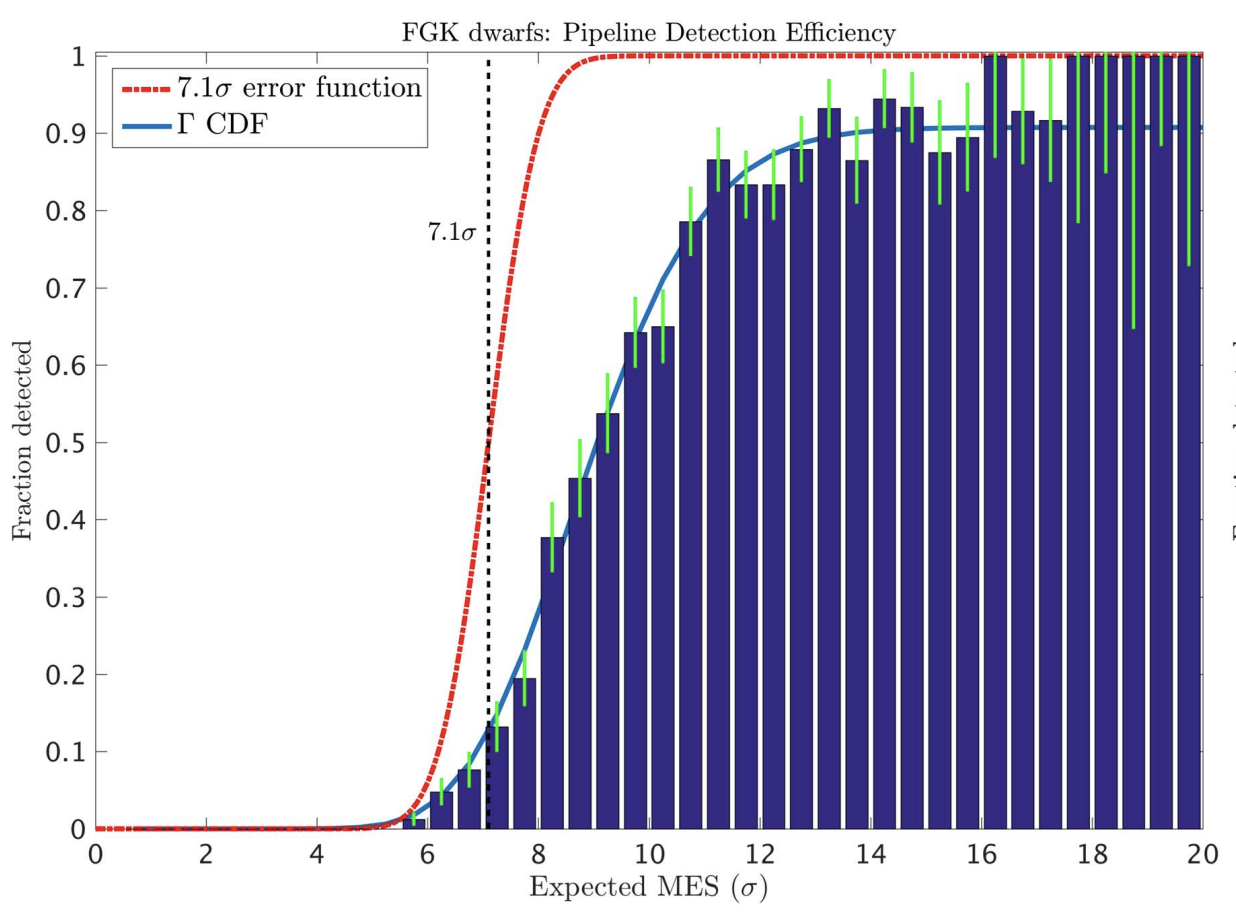 FGK dwarfs: Pipeline Detection Efficiency
7.1σ error function
Γ CDF
7.1σ
Fraction detected
1
0.9
0.8
0.7
0.6
0.5
0.4
0.3
0.2
0.1
0
0 2 4 6 8 10 12 14 16 18 20
Expected MES (σ)